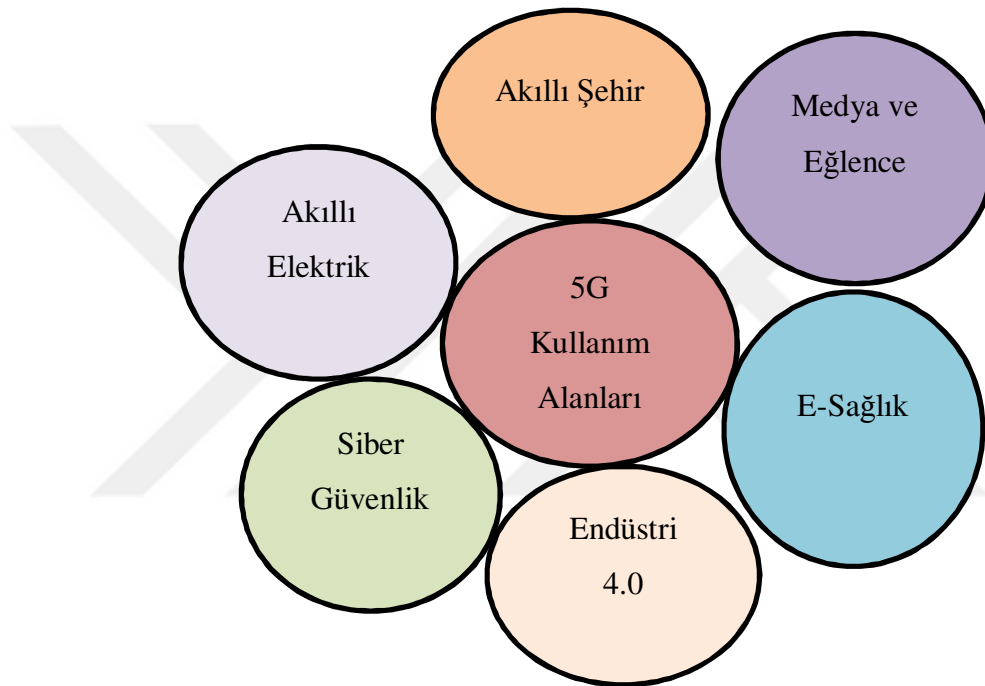 Akıllı Şehir
Medya ve
Eğlence
Akıllı
Elektrik
5G
Kullanım
Alanları
E-Sağlık
Siber
Güvenlik
Endüstri
4.0